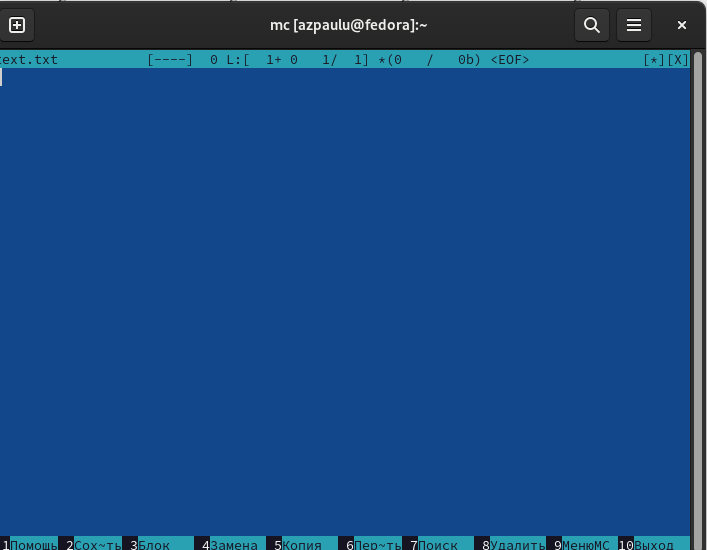 mc [azpaulu@fedora]:~
text.txt [----] 0 L:[ 1+ 0 1/ 1] *(0 / 0b) <EOF> [*][X]
1Помощь 2Сох~ть 3Блок 4Замена 5Копия 6Пер~ть 7Поиск 8Удалить 9МенюMC 10Выход